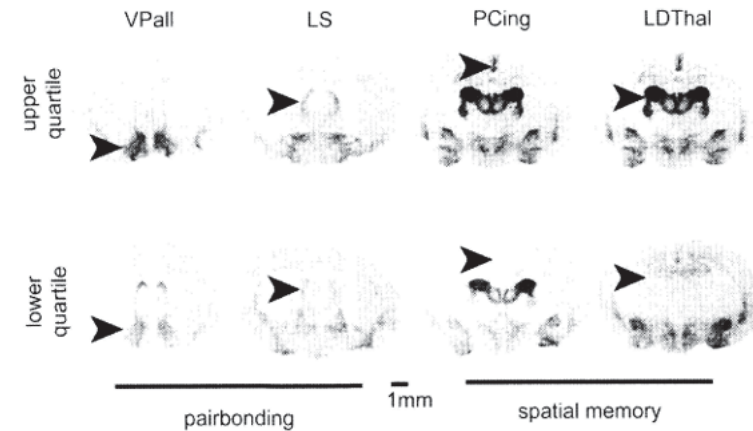 VPall LS PCing LDThal
upper
quartile
lower
quartile
1mm
pairbonding
spatial memory